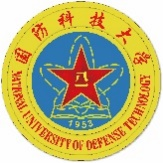 国防科技大学
八一
1953
NATIONAL UNIVERSITY OF DEFENSE TECHNOLOGY